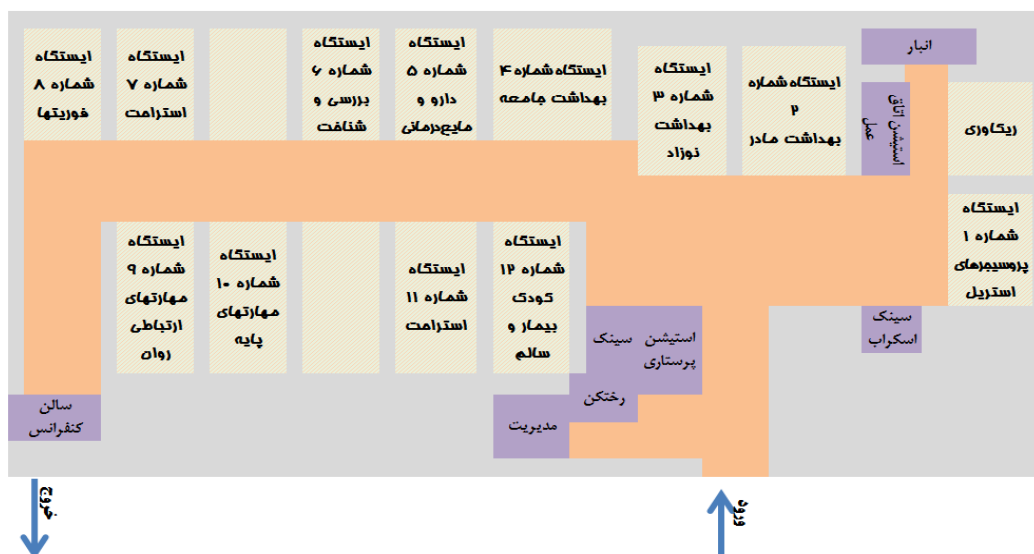 انبار
ریکاوری
استیشن اتاق
عمل
ایستگاه شماره
۲
بهداشت مادر
ایستگاه
شماره ۳
بهداشت
نوزاد
ایستگاه شماره ۴
بهداشت جامعه
ایستگاه
شماره ۵
دارو و
مایع‌درمانی
ایستگاه
شماره ۶
بررسی و
شناخت
ایستگاه
شماره ۷
استراحت
ایستگاه
شماره ۸
فوریتها
ایستگاه
شماره ۱
پروسیجرهای
استریل
سینک
اسکراب
استیشن
پرستاری
سینک
رختکن
مدیریت
ایستگاه
شماره ۱۲
کودک
بیمار و
سالم
ایستگاه
شماره ۱۱
استراحت
ایستگاه
شماره ۱۰
مهارتهای
پایه
ایستگاه
شماره ۹
مهارتهای
ارتباطی
روان
سالن
کنفرانس
ورود
خروج